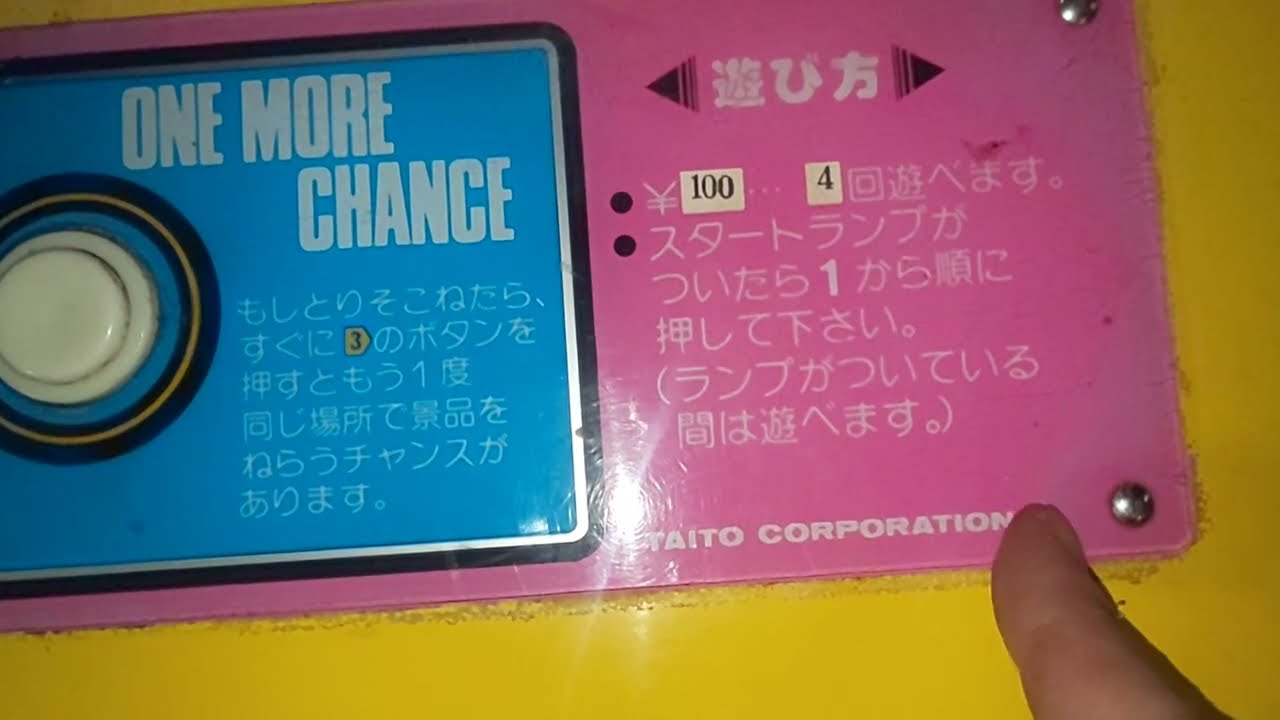 ONE MORE
CHANCE
もしとりそこねたら、
すぐに3のボタンを
押すともう1度
同じ場所で景品を
ねらうチャンスが
あります。
遊び方
●¥100… 4回遊べます。
●スタートランプが
ついたら1から順に
押して下さい。
(ランプがついている
間は遊べます。)
TAITO CORPORATION